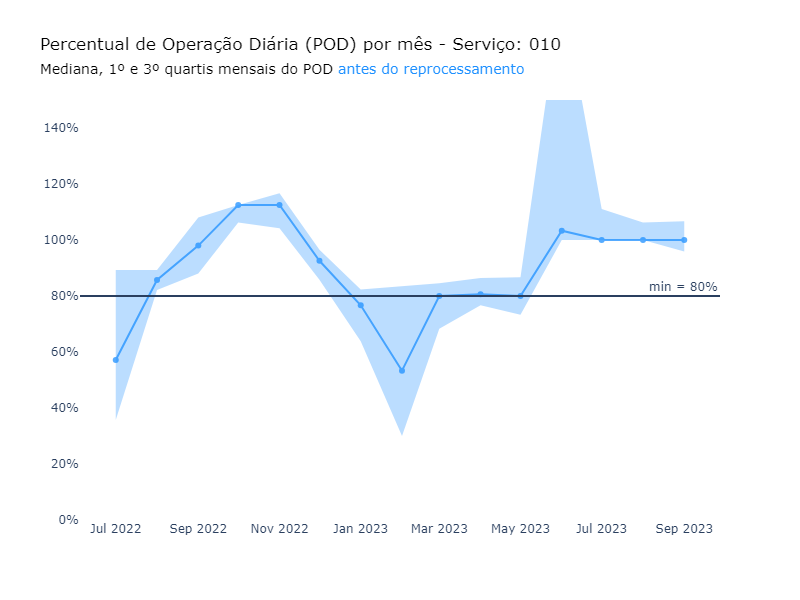 Percentual de Operação Diária (POD) por mês - Serviço: 010
Mediana, 1º e 3º quartis mensais do POD antes do reprocessamento
140%
120%
100%
80%
min = 80%
60%
40%
20%
0%
Jul 2022 Sep 2022 Nov 2022 Jan 2023 Mar 2023 May 2023 Jul 2023 Sep 2023